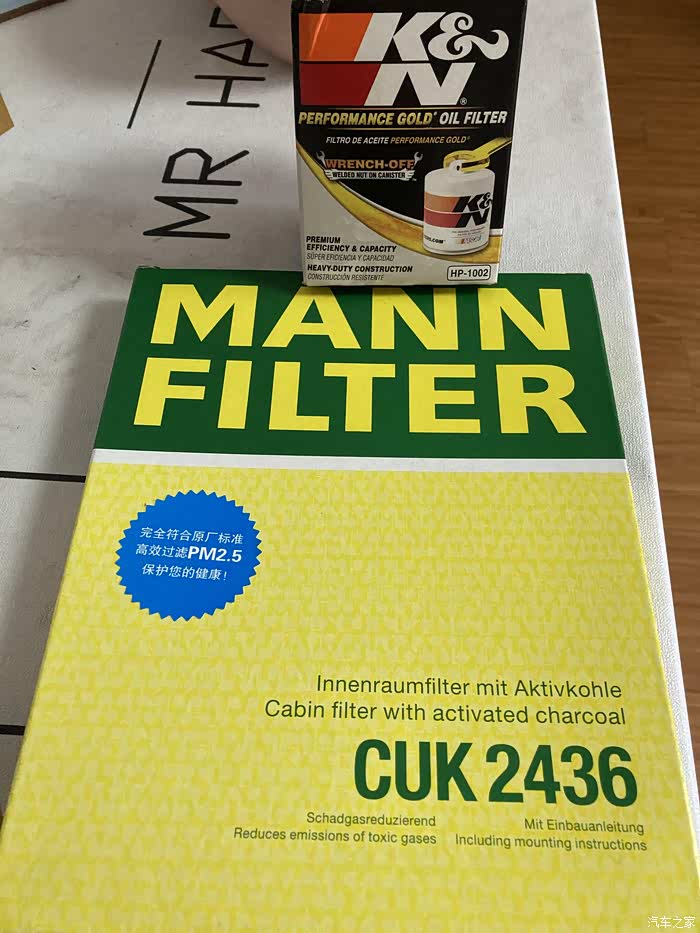 MR HAD
K&N®
PERFORMANCE GOLD® OIL FILTER
FILTRO DE ACEITE PERFORMANCE GOLD®
WRENCH-OFF
WELDED NUT ON CANISTER
K&N
PREMIUM
EFFICIENCY & CAPACITY
SÚPER EFICIENCIA Y CAPACIDAD
HEAVY-DUTY CONSTRUCTION
CONSTRUCCIÓN RESISTENTE
HP-1002
MANN
FILTER
完全符合原厂标准
高效过滤PM2.5
保护您的健康!
Innenraumfilter mit Aktivkohle
Cabin filter with activated charcoal
CUK 2436
Schadgasreduzierend
Reduces emissions of toxic gases
Mit Einbauanleitung
Including mounting instructions
汽车之家